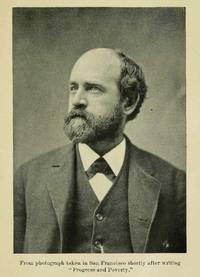 From photograph taken in San Francisco shortly after writing
"Progress and Poverty."